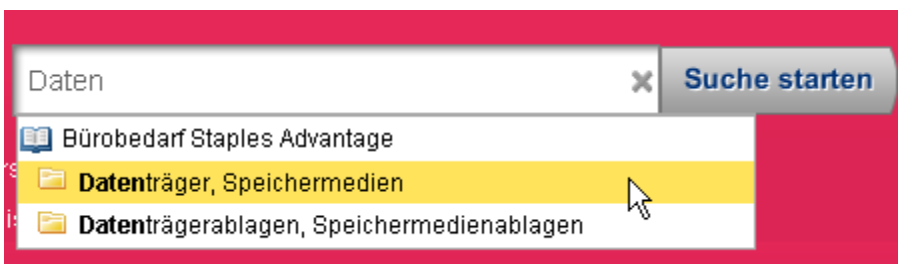 Daten
Suche starten
Bürobedarf Staples Advantage
Datenträger, Speichermedien
Datenträgerablagen, Speichermedienablagen